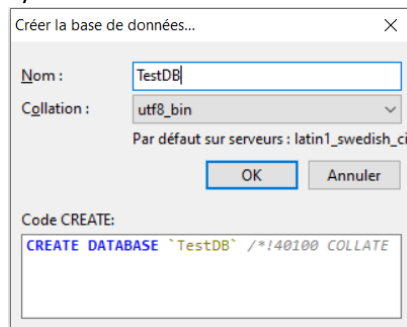 Créer la base de données...
Nom :
TestDB
Collation :
utf8_bin
Par défaut sur serveurs : latin1_swedish_ci
OK
Annuler
Code CREATE:
CREATE DATABASE `TestDB` /*!40100 COLLATE